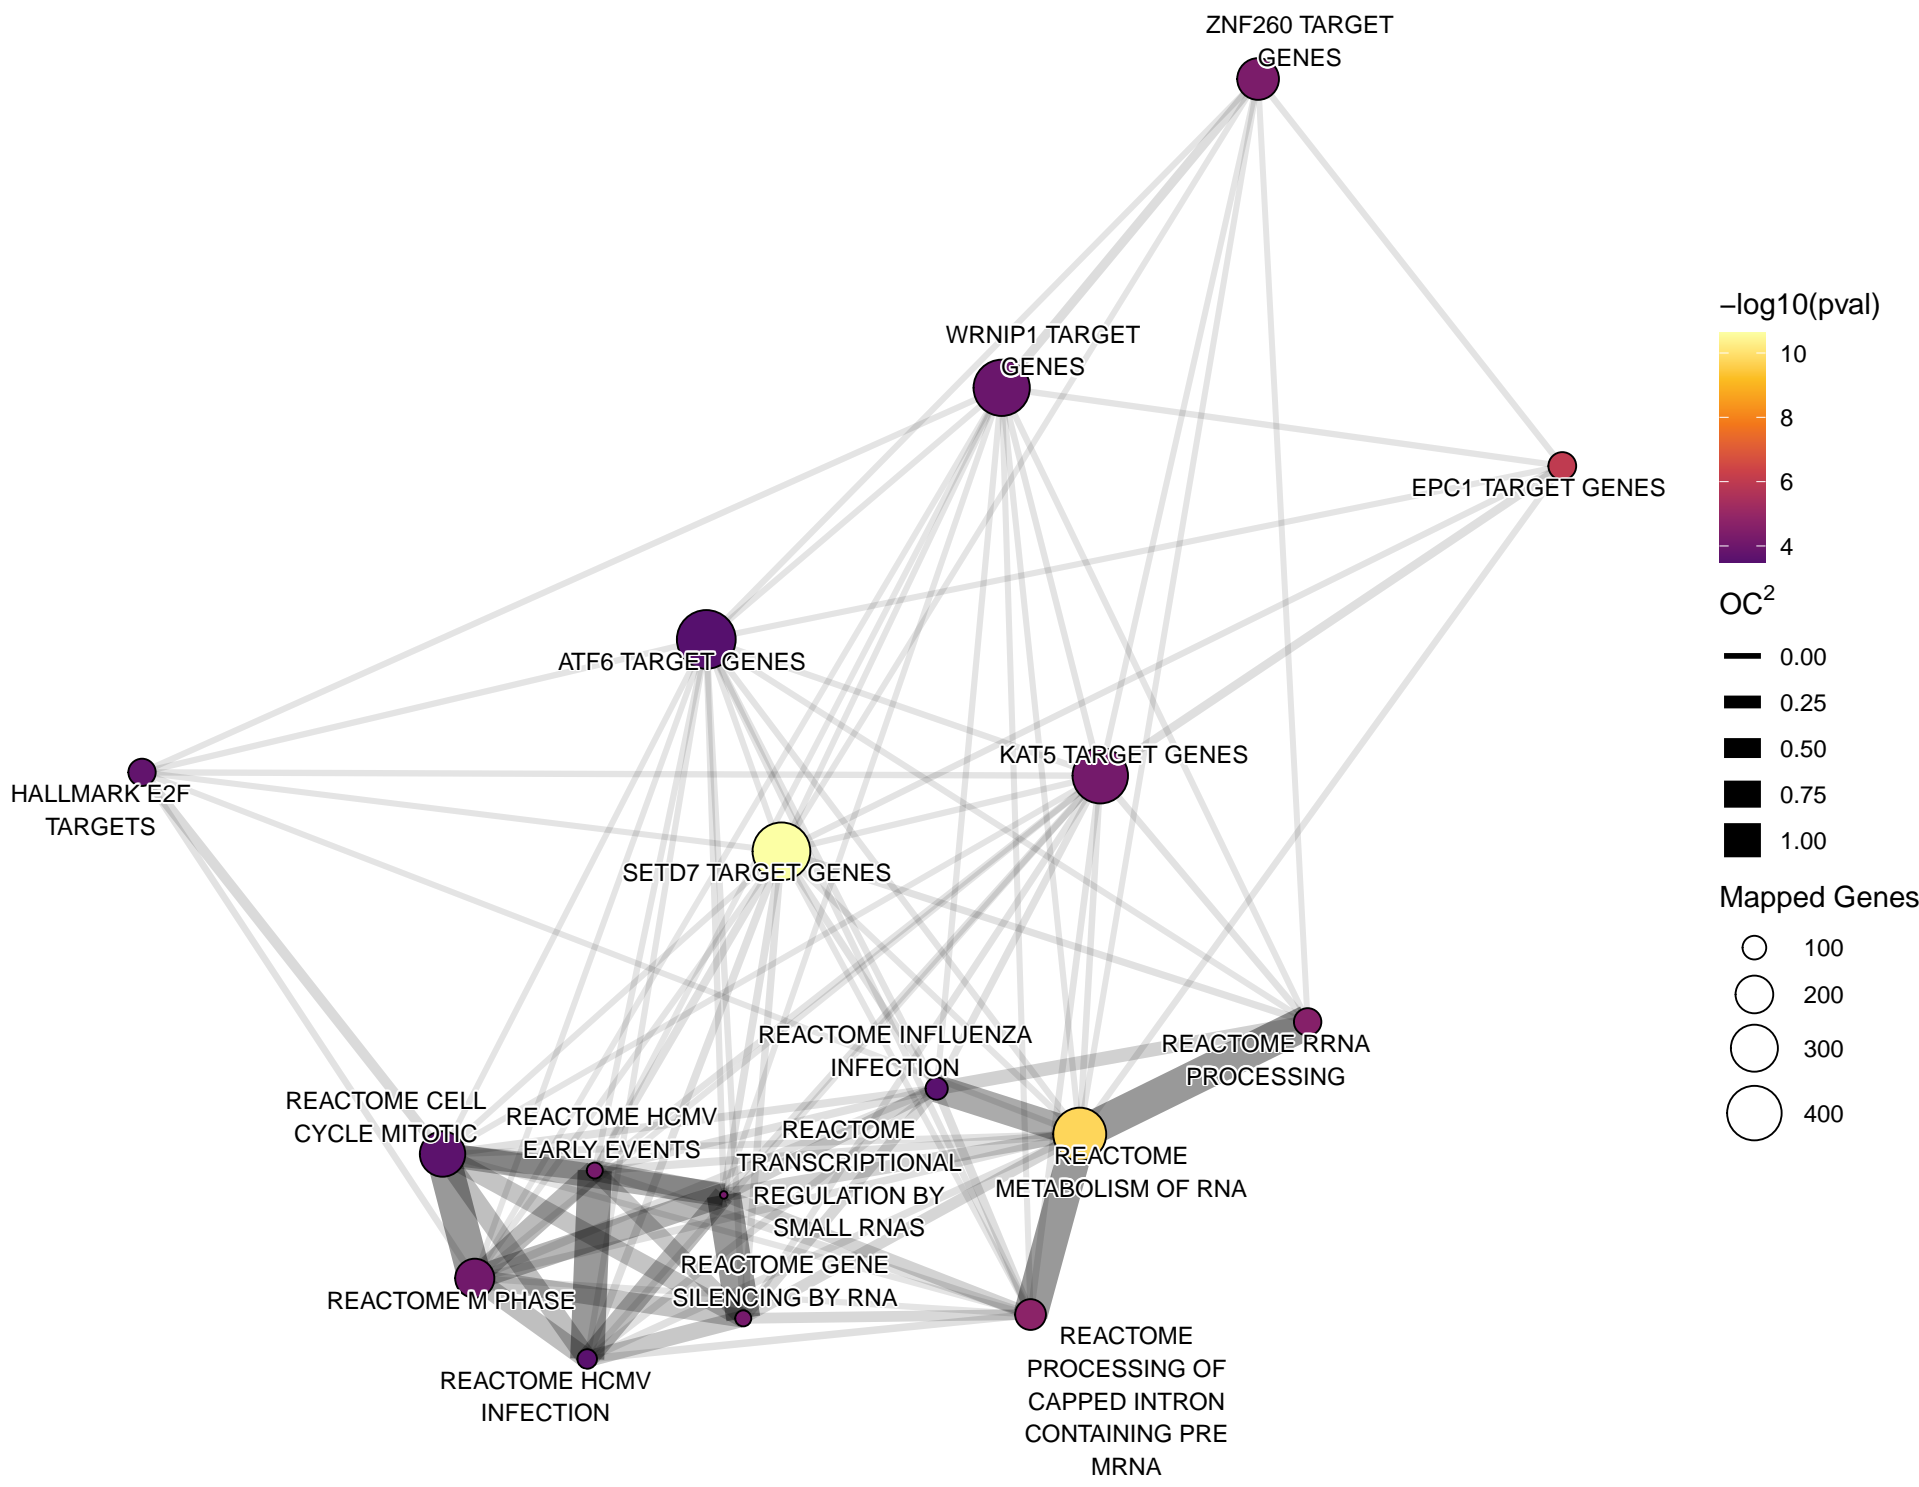 ZNF260 TARGET
GENES
WRNIP1 TARGET
GENES
EPC1 TARGET GENES
ATF6 TARGET GENES
KAT5 TARGET GENES
HALLMARK E2F
TARGETS
SETD7 TARGET GENES
REACTOME INFLUENZA
INFECTION
REACTOME RRNA
PROCESSING
REACTOME CELL
CYCLE MITOTIC
REACTOME HCMV
EARLY EVENTS
REACTOME
TRANSCRIPTIONAL
REGULATION BY
SMALL RNAS
REACTOME
METABOLISM OF RNA
REACTOME GENE
SILENCING BY RNA
REACTOME M PHASE
REACTOME HCMV
INFECTION
REACTOME
PROCESSING OF
CAPPED INTRON
CONTAINING PRE
MRNA
−log10(pval)
10
8
6
4
OC²
0.00
0.25
0.50
0.75
1.00
Mapped Genes
100
200
300
400